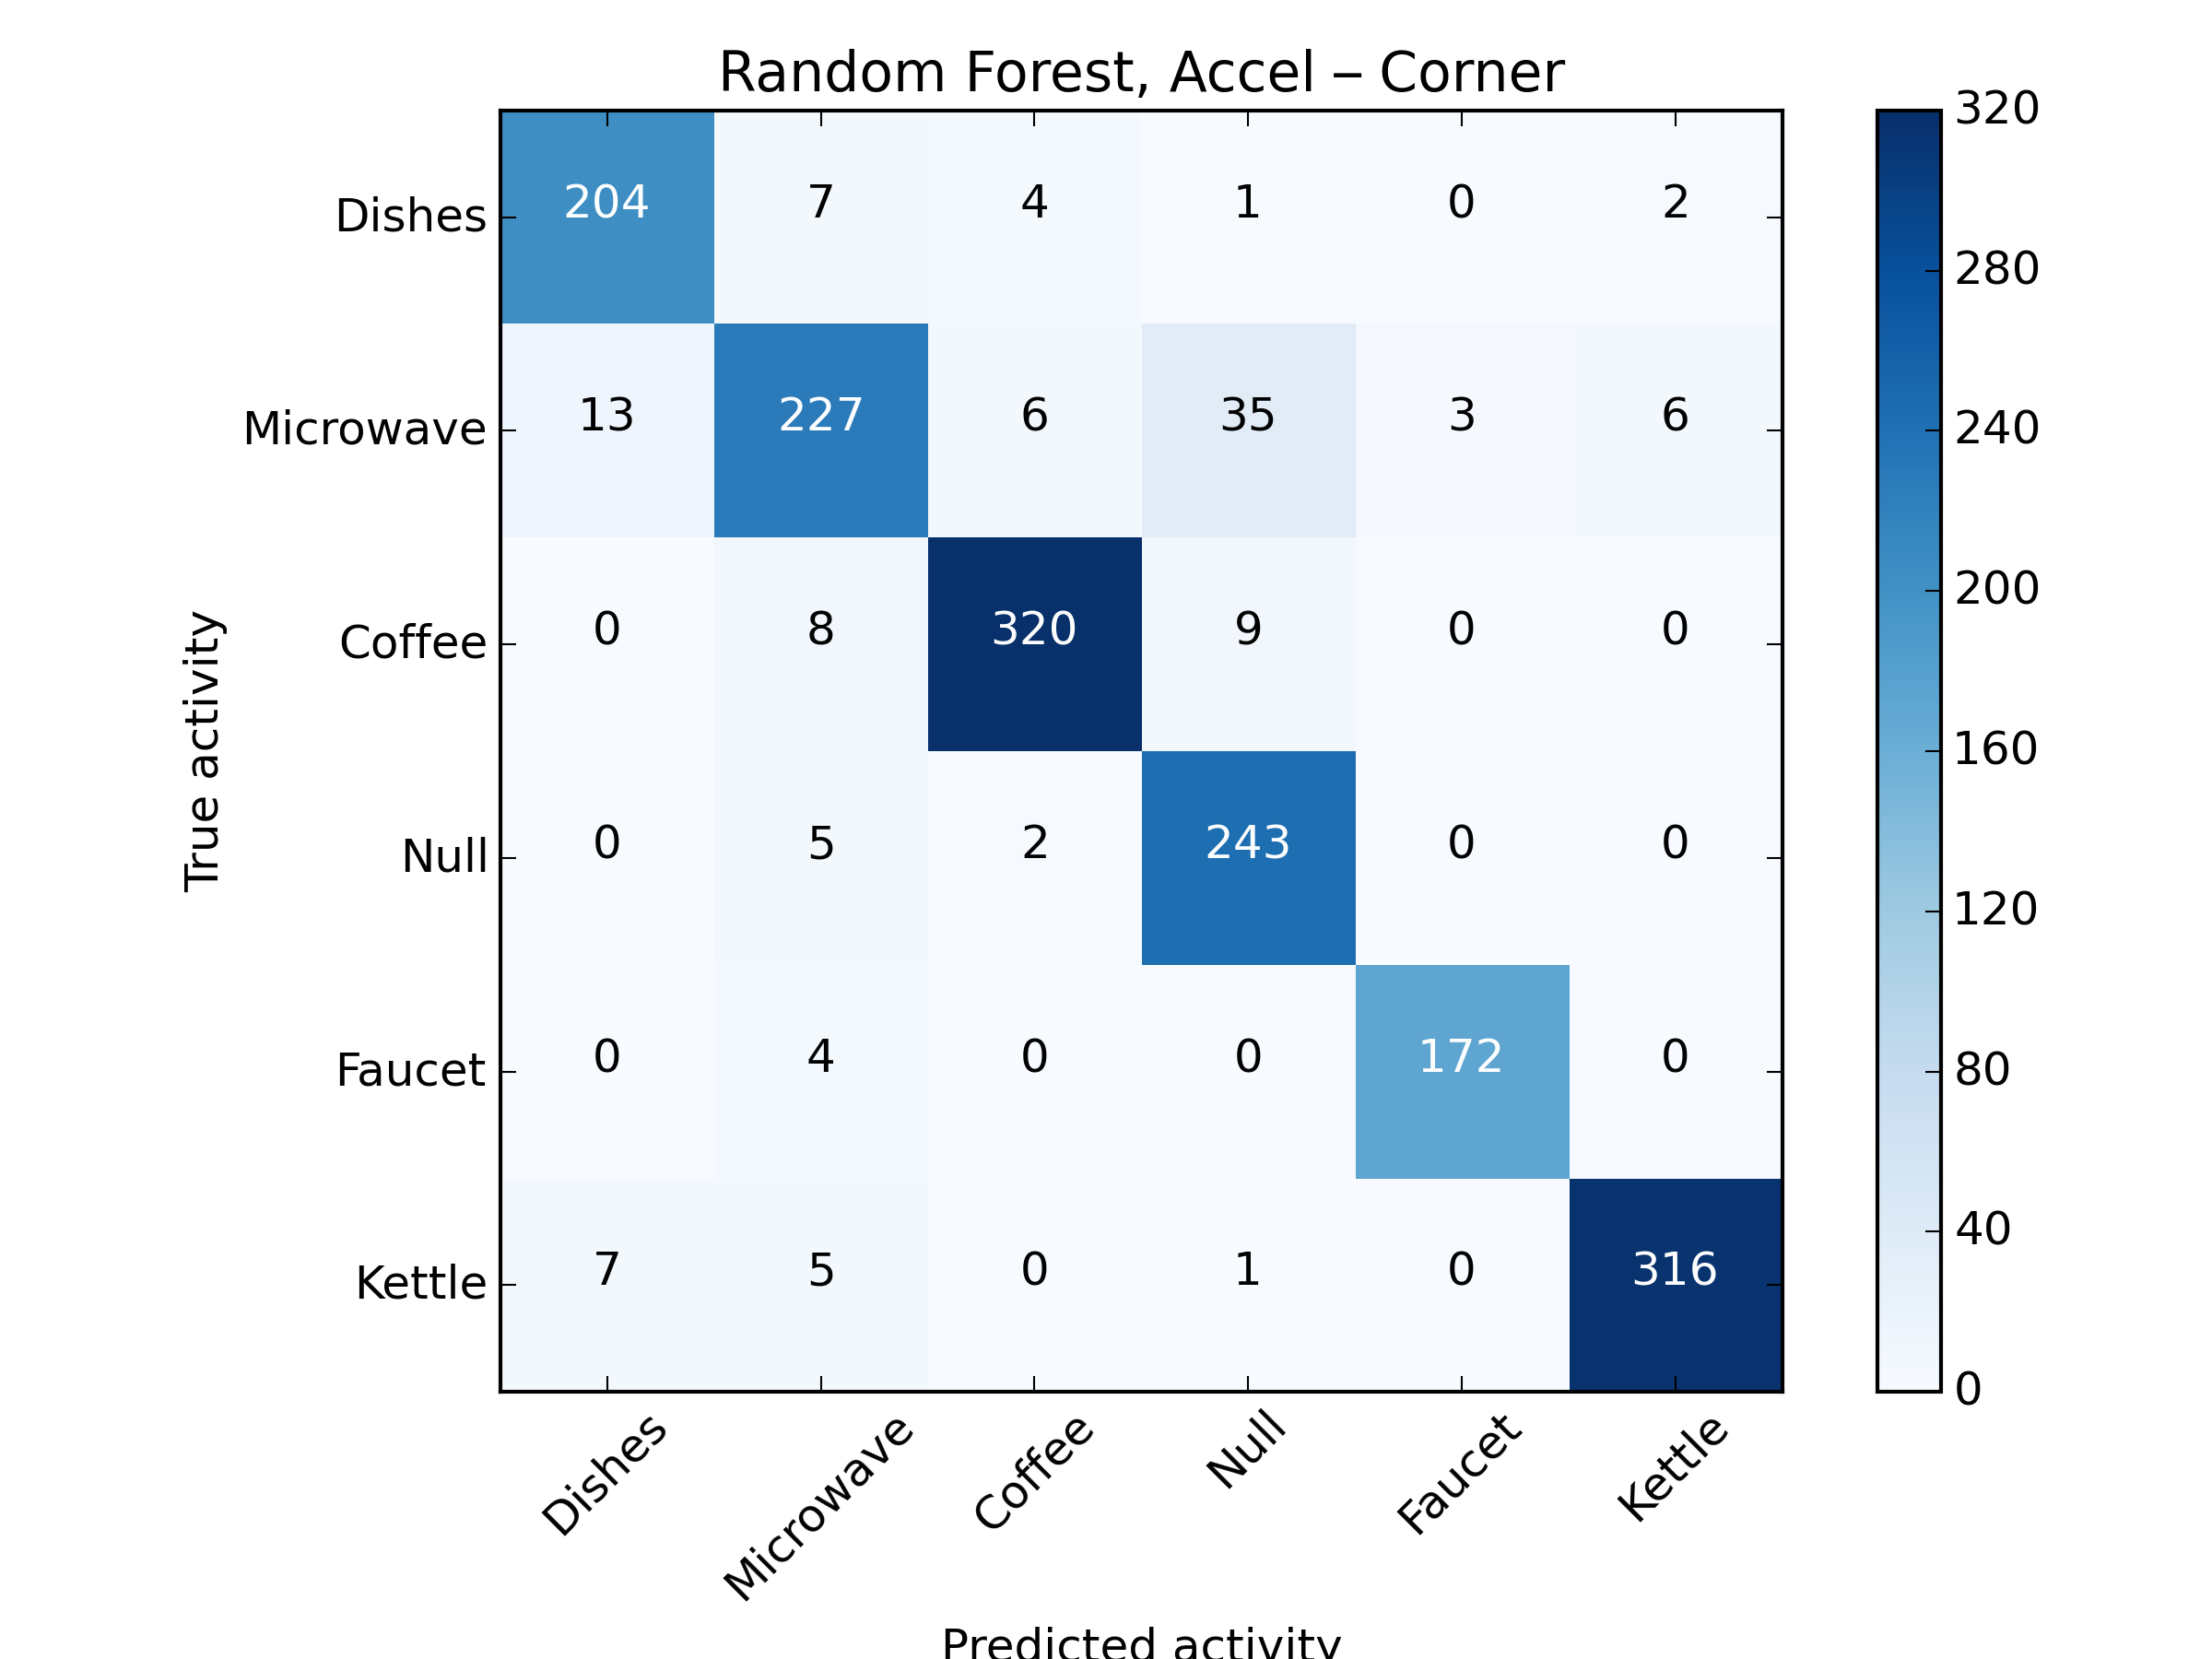 Random Forest, Accel – Corner
Dishes 204 7 4 1 0 2
Microwave 13 227 6 35 3 6
Coffee 0 8 320 9 0 0
Null 0 5 2 243 0 0
Faucet 0 4 0 0 172 0
Kettle 7 5 0 1 0 316
True activity
Dishes Microwave Coffee Null Faucet Kettle
Predicted activity
320
280
240
200
160
120
80
40
0